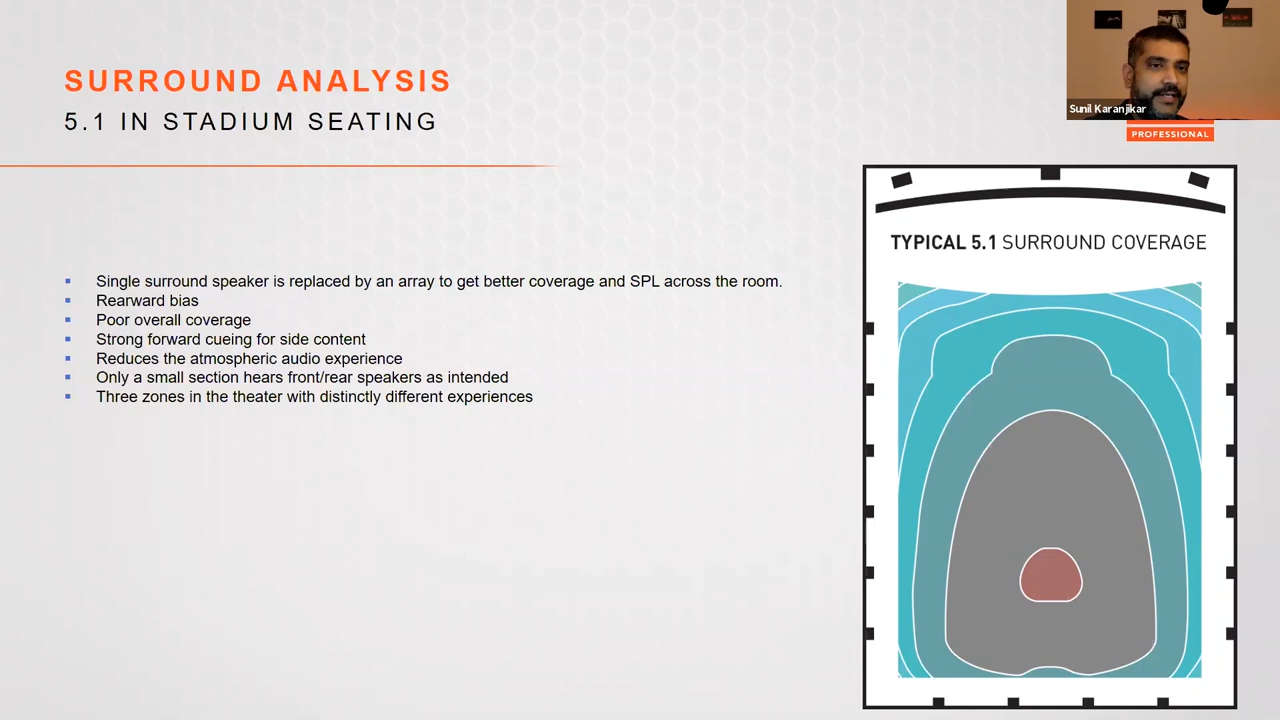 SURROUND ANALYSIS
5.1 IN STADIUM SEATING
Sunil Karanjikar
PROFESSIONAL
Single surround speaker is replaced by an array to get better coverage and SPL across the room.
Rearward bias
Poor overall coverage
Strong forward cueing for side content
Reduces the atmospheric audio experience
Only a small section hears front/rear speakers as intended
Three zones in the theater with distinctly different experiences
TYPICAL 5.1 SURROUND COVERAGE